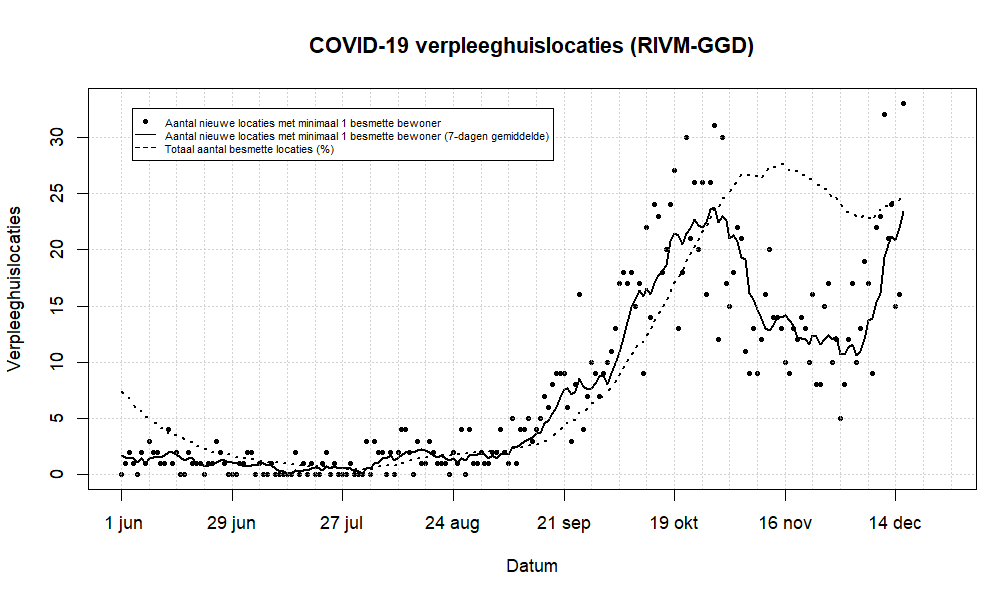 COVID-19 verpleeghuislocaties (RIVM-GGD)
Aantal nieuwe locaties met minimaal 1 besmette bewoner
Aantal nieuwe locaties met minimaal 1 besmette bewoner (7-dagen gemiddelde)
Totaal aantal besmette locaties (%)
Verpleeghuislocaties
30
25
20
15
10
5
0
1 jun 29 jun 27 jul 24 aug 21 sep 19 okt 16 nov 14 dec
Datum